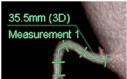 35.5mm (3D)
Measurement 1